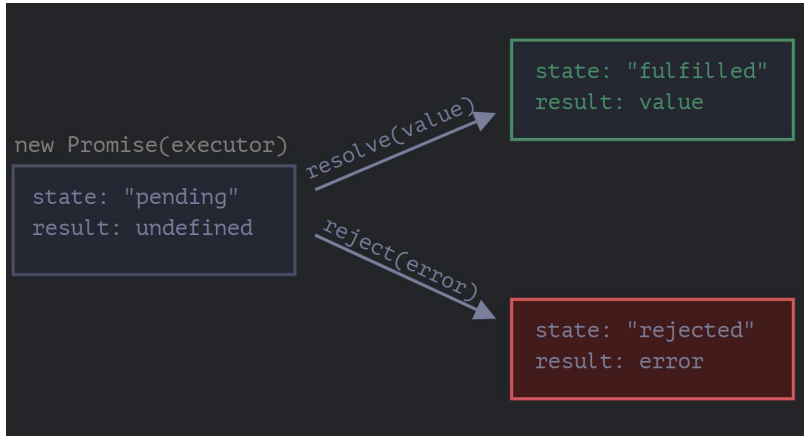 new Promise(executor)
state: "pending"
result: undefined
resolve(value)
reject(error)
state: "fulfilled"
result: value
state: "rejected"
result: error